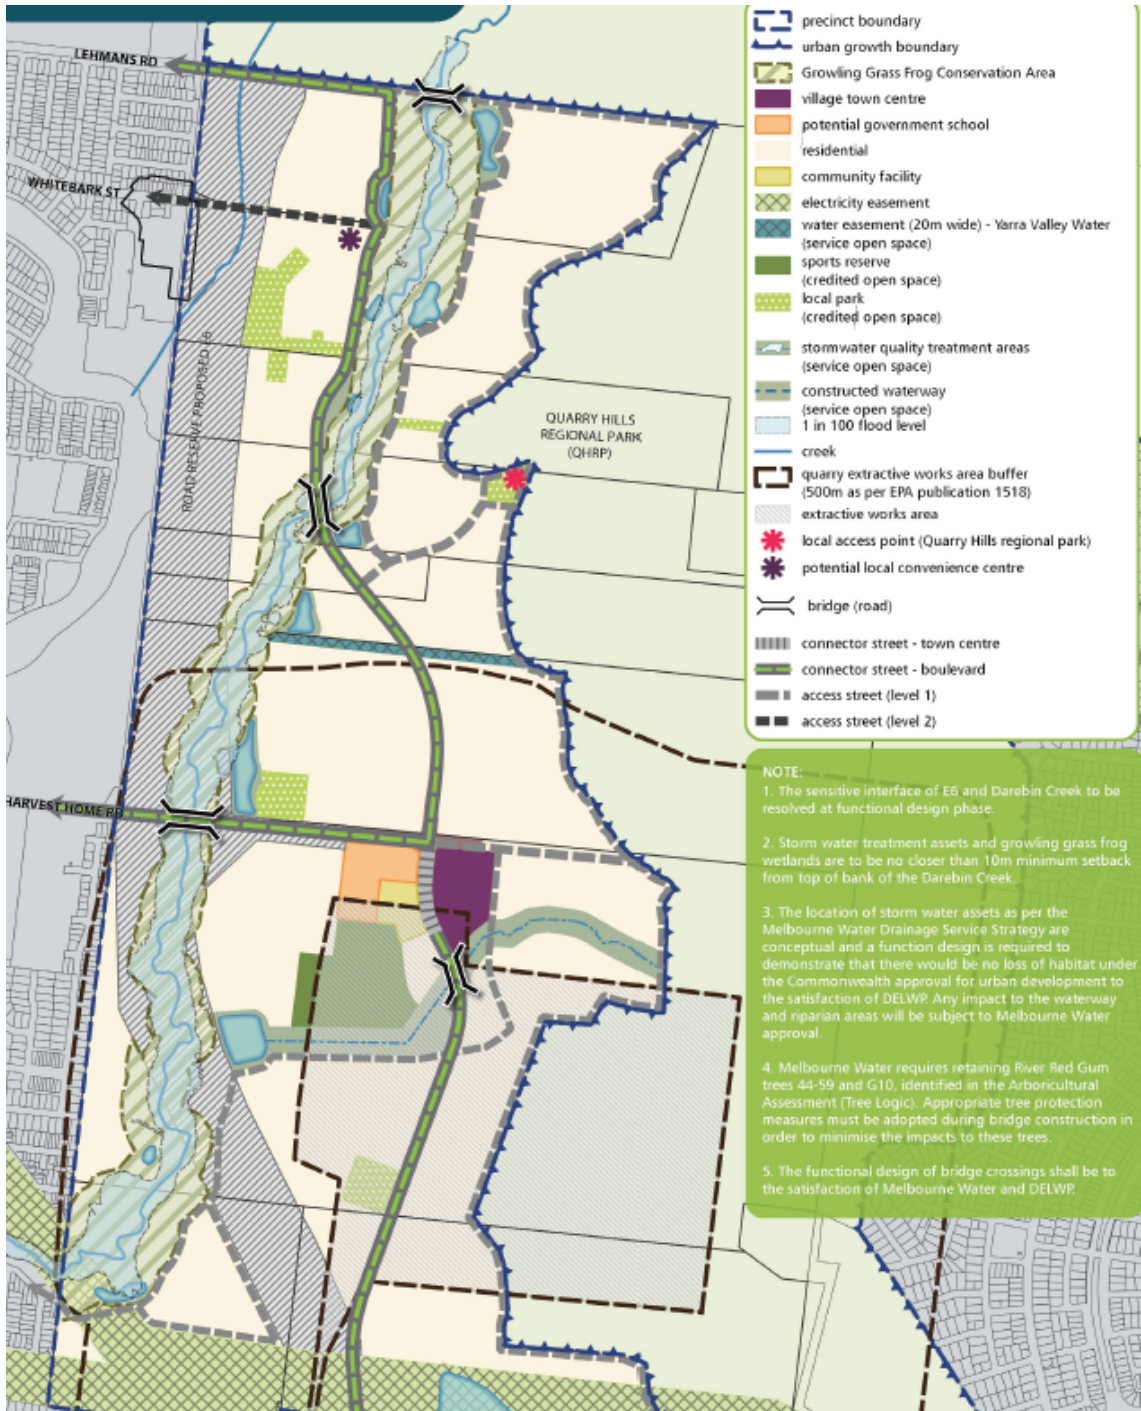 LEHMANS RD
WHITEBARK ST
ROAD RESERVE PROPOSED E6
QUARRY HILLS
REGIONAL PARK
(QHRP)
HARVEST HOME RD
precinct boundary
urban growth boundary
Growling Grass Frog Conservation Area
village town centre
potential government school
residential
community facility
electricity easement
water easement (20m wide) - Yarra Valley Water
(service open space)
sports reserve
(credited open space)
local park
(credited open space)
stormwater quality treatment areas
(service open space)
constructed waterway
(service open space)
1 in 100 flood level
creek
quarry extractive works area buffer
(500m as per EPA publication 1518)
extractive works area
local access point (Quarry Hills regional park)
potential local convenience centre
bridge (road)
connector street - town centre
connector street - boulevard
access street (level 1)
access street (level 2)
NOTE:
1. The sensitive interface of E6 and Darebin Creek to be
resolved at functional design phase.
2. Storm water treatment assets and growling grass frog
wetlands are to be no closer than 10m minimum setback
from top of bank of the Darebin Creek.
3. The location of storm water assets as per the
Melbourne Water Drainage Service Strategy are
conceptual and a function design is required to
demonstrate that there would be no loss of habitat under
the Commonwealth approval for urban development to
the satisfaction of DELWP. Any impact to the waterway
and riparian areas will be subject to Melbourne Water
approval.
4. Melbourne Water requires retaining River Red Gum
trees 44-59 and G10, identified in the Arboricultural
Assessment (Tree Logic). Appropriate tree protection
measures must be adopted during bridge construction in
order to minimise the impacts to these trees.
5. The functional design of bridge crossings shall be to
the satisfaction of Melbourne Water and DELWP.